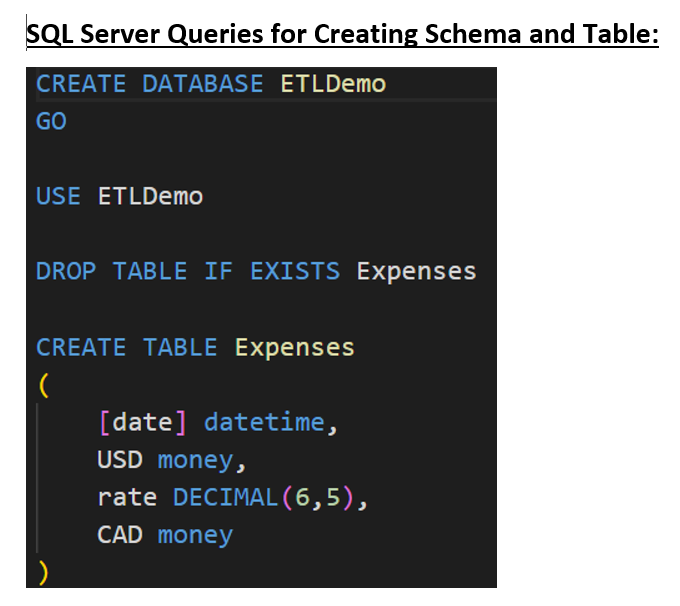 SQL Server Queries for Creating Schema and Table:
CREATE DATABASE ETLDemo
GO
USE ETLDemo
DROP TABLE IF EXISTS Expenses
CREATE TABLE Expenses
(
[date] datetime,
USD money,
rate DECIMAL(6,5),
CAD money
)